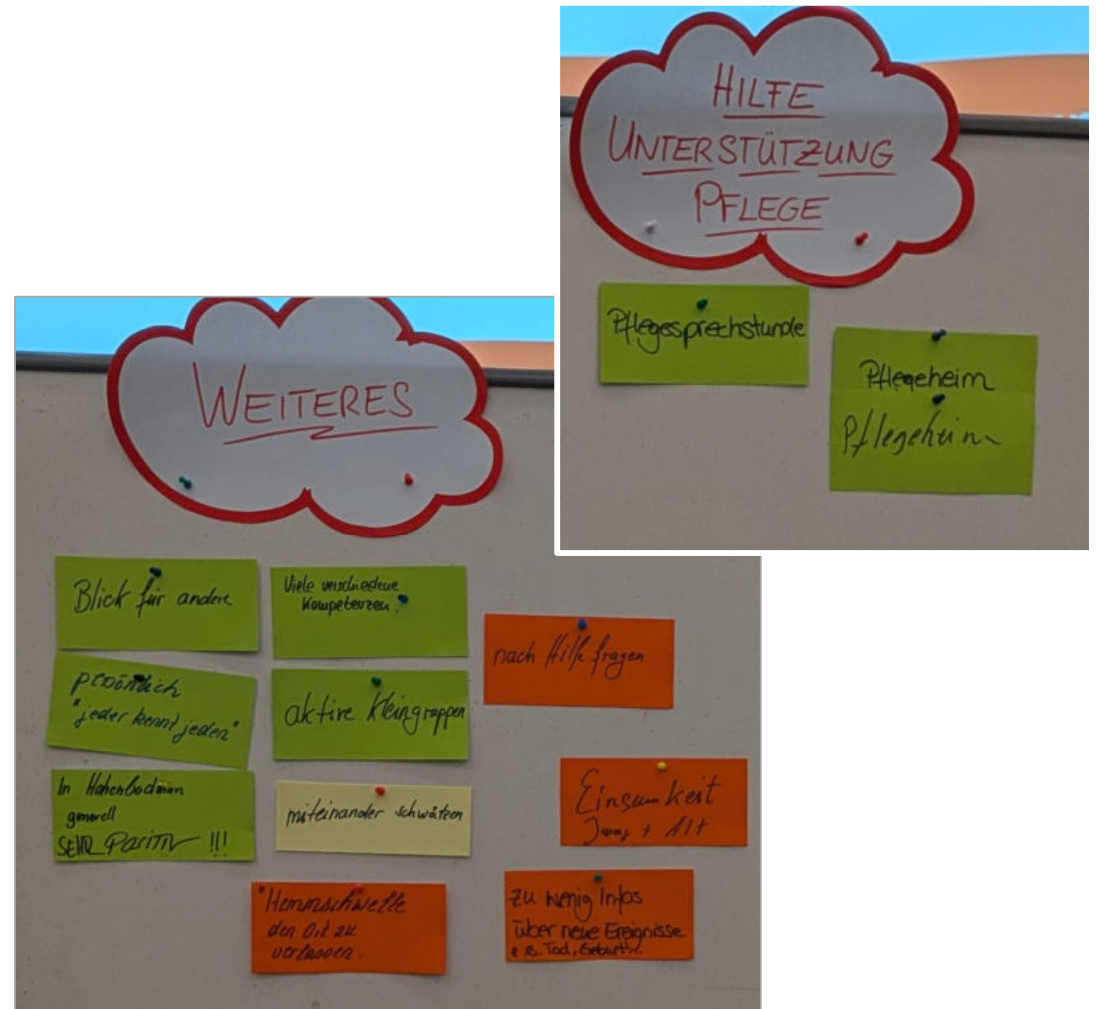 HILFE
UNTERSTÜTZUNG
PFLEGE
Pflegesprechstunde
Pflegeheim
Pflegeheim
WEITERES
Blick für andere
Viele verschiedene
Kompetenzen!
nach Hilfe fragen
persönlich
"jeder kennt jeden"
aktive Kleingruppen
In Hohenbodman
generell
SEHR POSITIV !!!
miteinander schwätzen
Einsamkeit
Jung + Alt
"Hemmschwelle
den Ort zu
verlassen.
zu wenig Infos
über neue Ereignisse
z.B. Tod, Geburt...